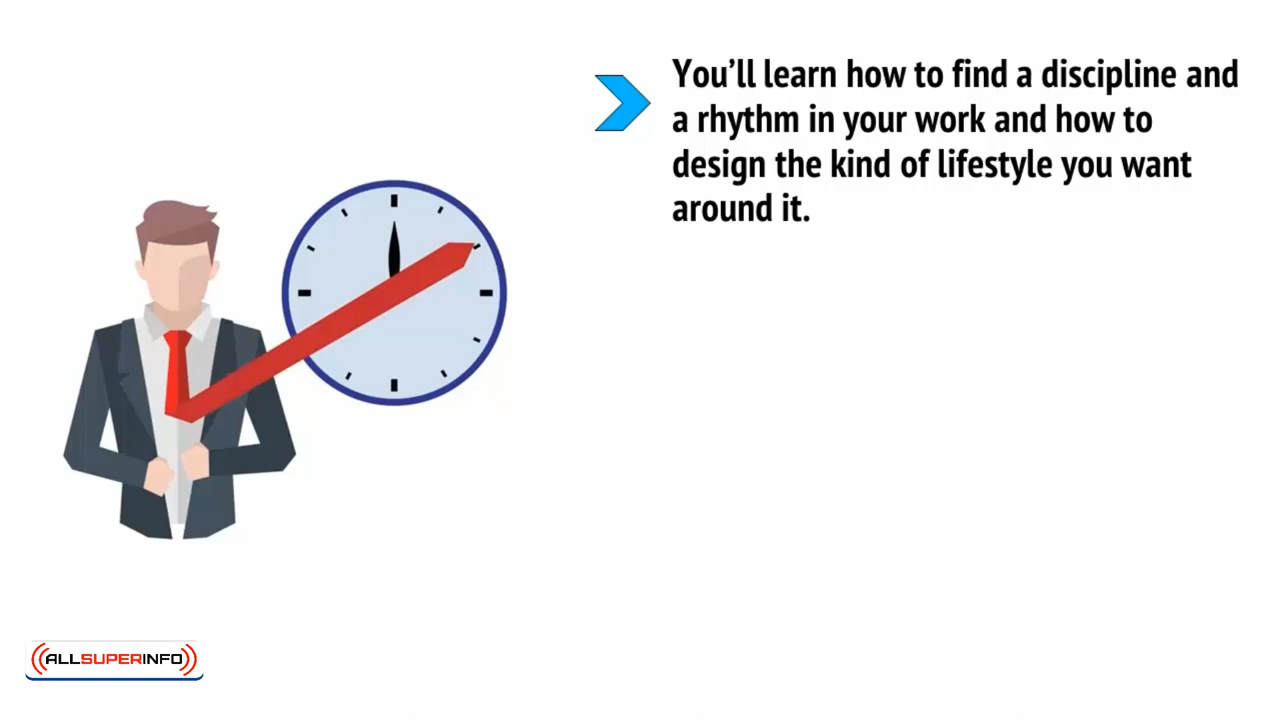 You’ll learn how to find a discipline and
a rhythm in your work and how to
design the kind of lifestyle you want
around it.
ALLSUPERINFO